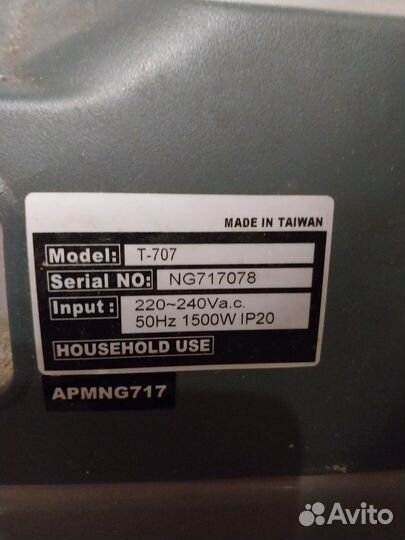 MADE IN TAIWAN
Model: T-707
Serial NO: NG717078
Input : 220~240Va.c.
50Hz 1500W IP20
HOUSEHOLD USE
APMNG717
Avito